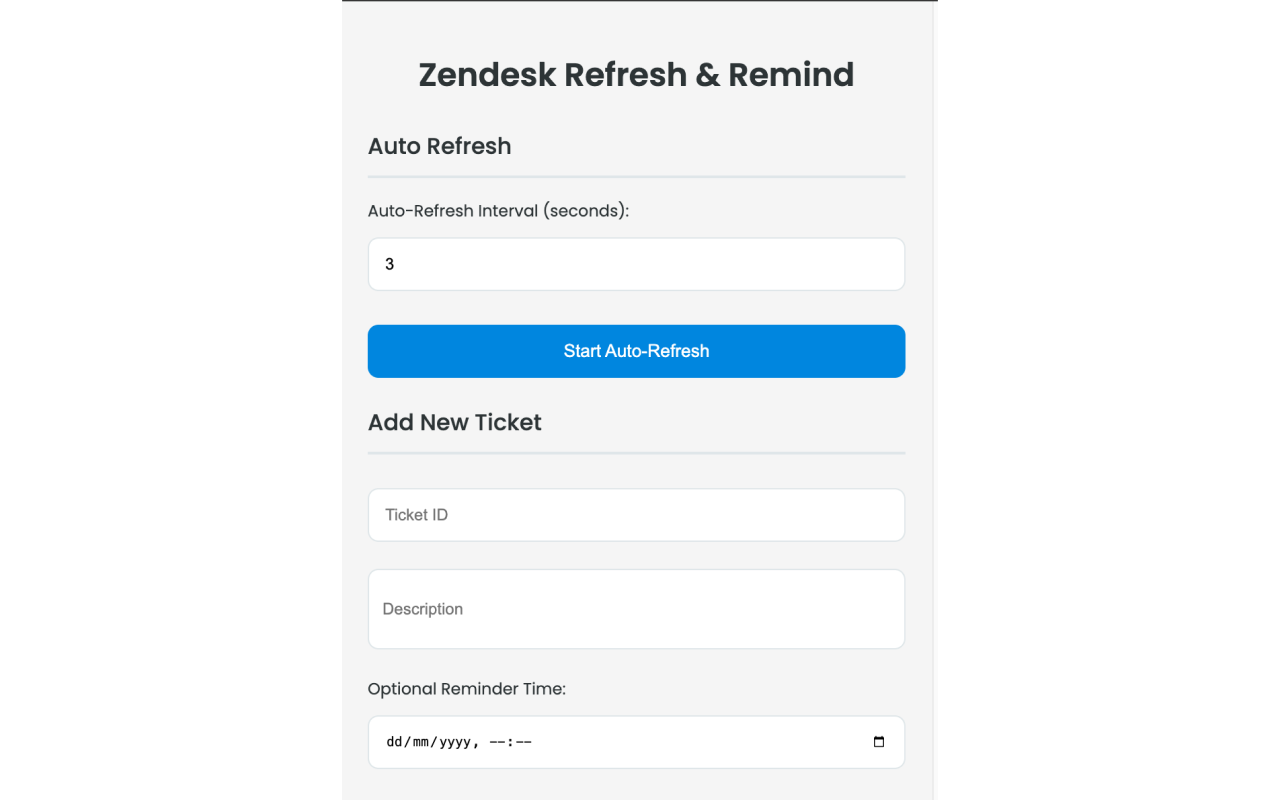 Zendesk Refresh & Remind
Auto Refresh
Auto-Refresh Interval (seconds):
3
Start Auto-Refresh
Add New Ticket
Ticket ID
Description
Optional Reminder Time:
dd/mm/yyyy, --:--